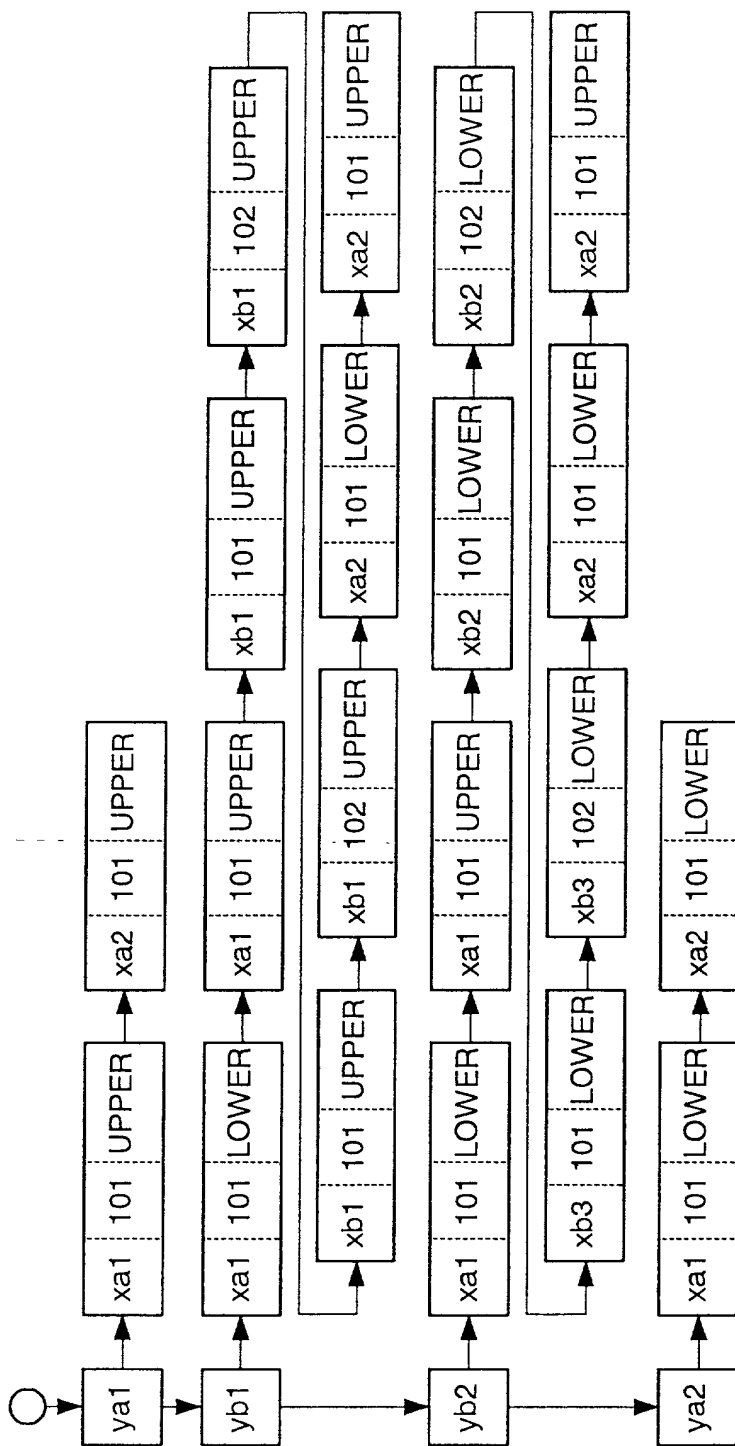 ya1 xa1 101 UPPER xa2 101 UPPER
yb1 xa1 101 LOWER xa1 101 UPPER xb1 101 UPPER xb1 102 UPPER
xb1 101 UPPER xb1 102 UPPER xa2 101 LOWER xa2 101 UPPER
yb2 xa1 101 LOWER xa1 101 UPPER xb2 101 LOWER xb2 102 LOWER
xb3 101 LOWER xb3 102 LOWER xa2 101 LOWER xa2 101 UPPER
ya2 xa1 101 LOWER xa2 101 LOWER